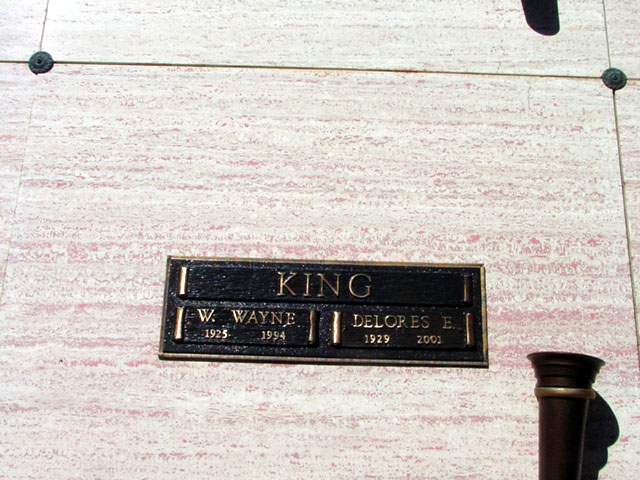 KING
W. WAYNE
1925 1994
DELORES E.
1929 2001